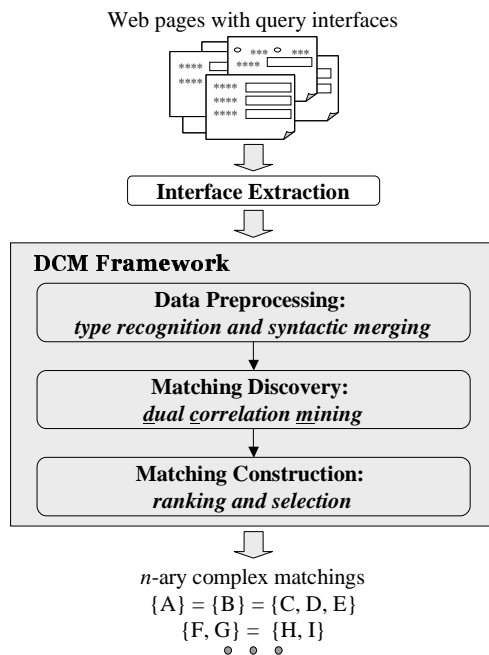 Web pages with query interfaces
*** ***
**** ****
****
****
****
****
Interface Extraction
DCM Framework
Data Preprocessing:
type recognition and syntactic merging
Matching Discovery:
dual correlation mining
Matching Construction:
ranking and selection
n-ary complex matchings
{A} = {B} = {C, D, E}
{F, G} = {H, I}